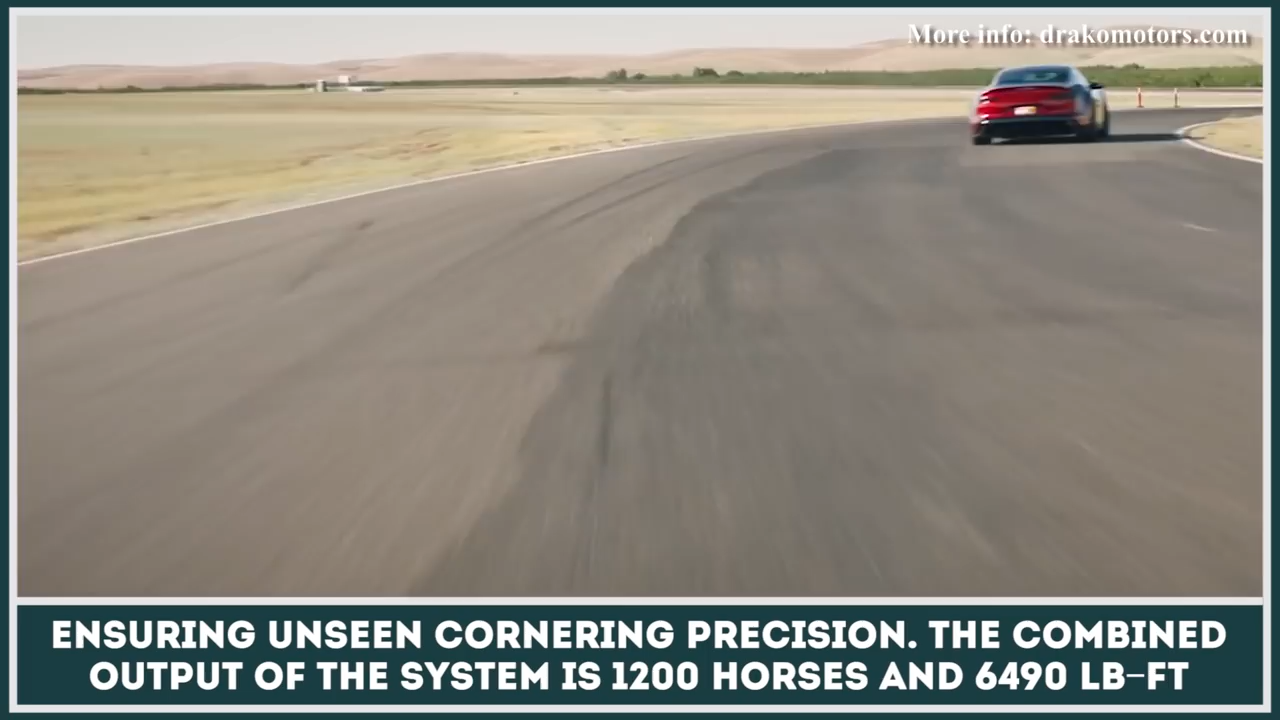 More info: drakomotors.com
ENSURING UNSEEN CORNERING PRECISION. THE COMBINED
OUTPUT OF THE SYSTEM IS 1200 HORSES AND 6490 LB-FT